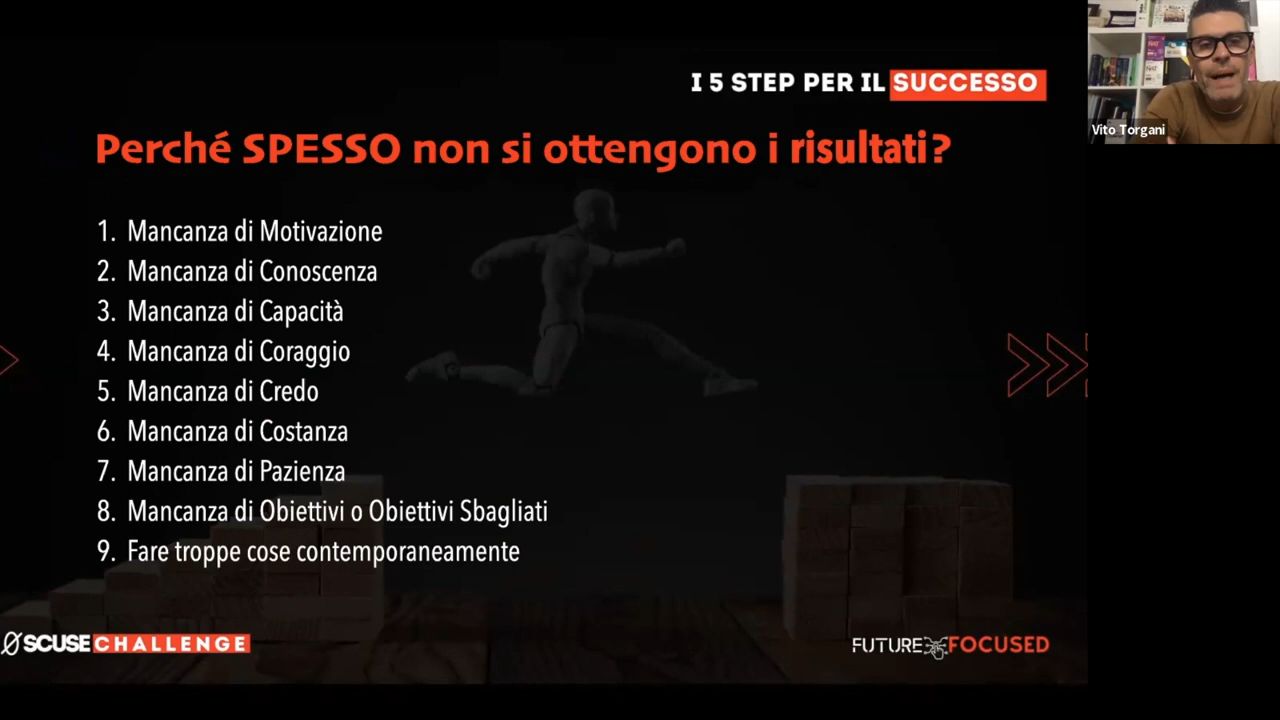 I 5 STEP PER IL SUCCESSO
Vito Torgani
Perché SPESSO non si ottengono i risultati?
1. Mancanza di Motivazione
2. Mancanza di Conoscenza
3. Mancanza di Capacità
4. Mancanza di Coraggio
5. Mancanza di Credo
6. Mancanza di Costanza
7. Mancanza di Pazienza
8. Mancanza di Obiettivi o Obiettivi Sbagliati
9. Fare troppe cose contemporaneamente
ØSCUSE CHALLENGE
FUTURE FOCUSED